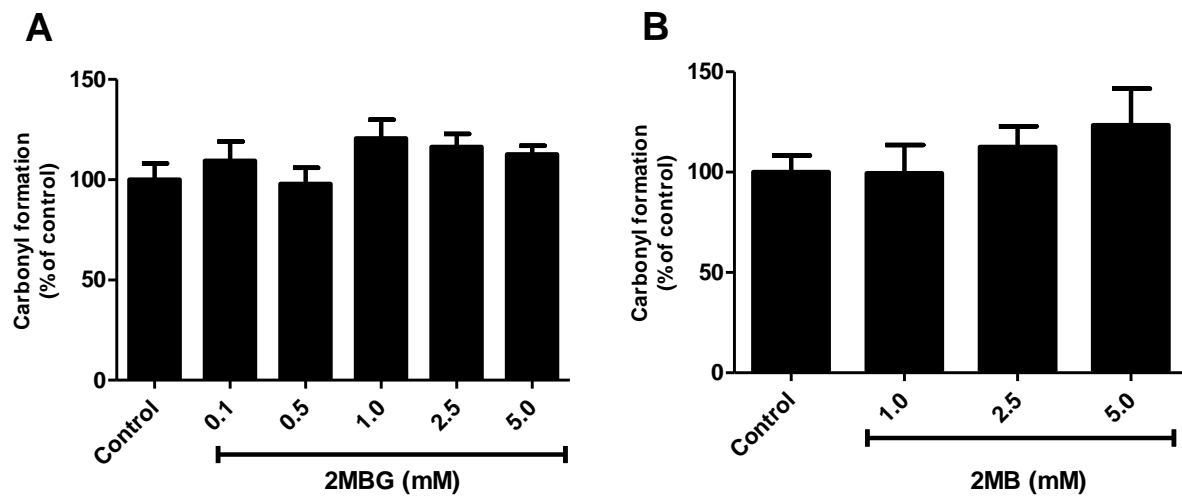 A
Carbonyl formation
(% of control)
150
100
50
0
Control
0.1
0.5
1.0
2.5
5.0
2MBG (mM)
B
Carbonyl formation
(% of control)
150
100
50
0
Control
1.0
2.5
5.0
2MB (mM)